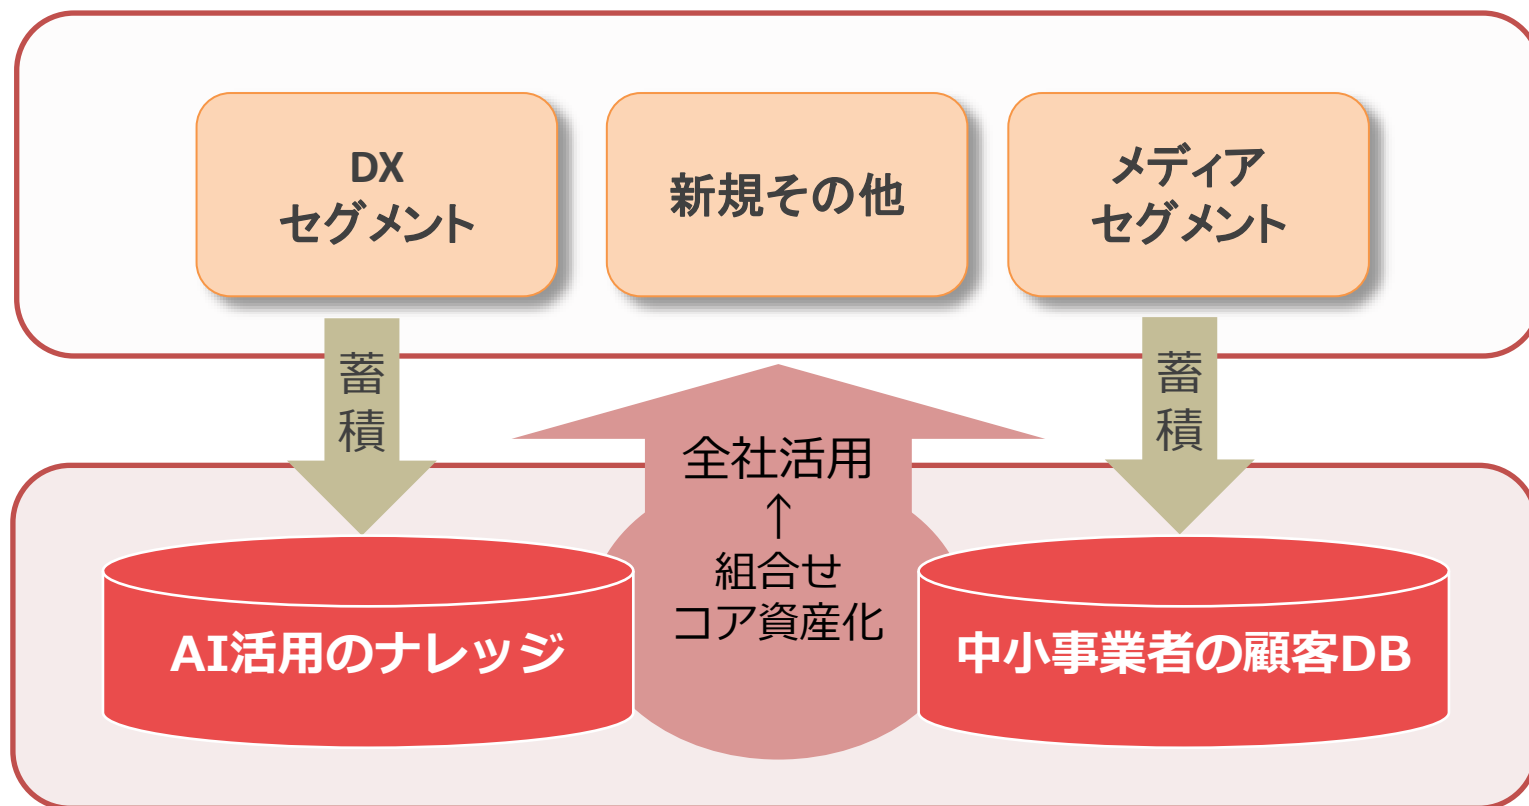 DX
セグメント
新規その他
メディア
セグメント
蓄
積
蓄
積
全社活用
↑
組合せ
コア資産化
AI活用のナレッジ
中小事業者の顧客DB